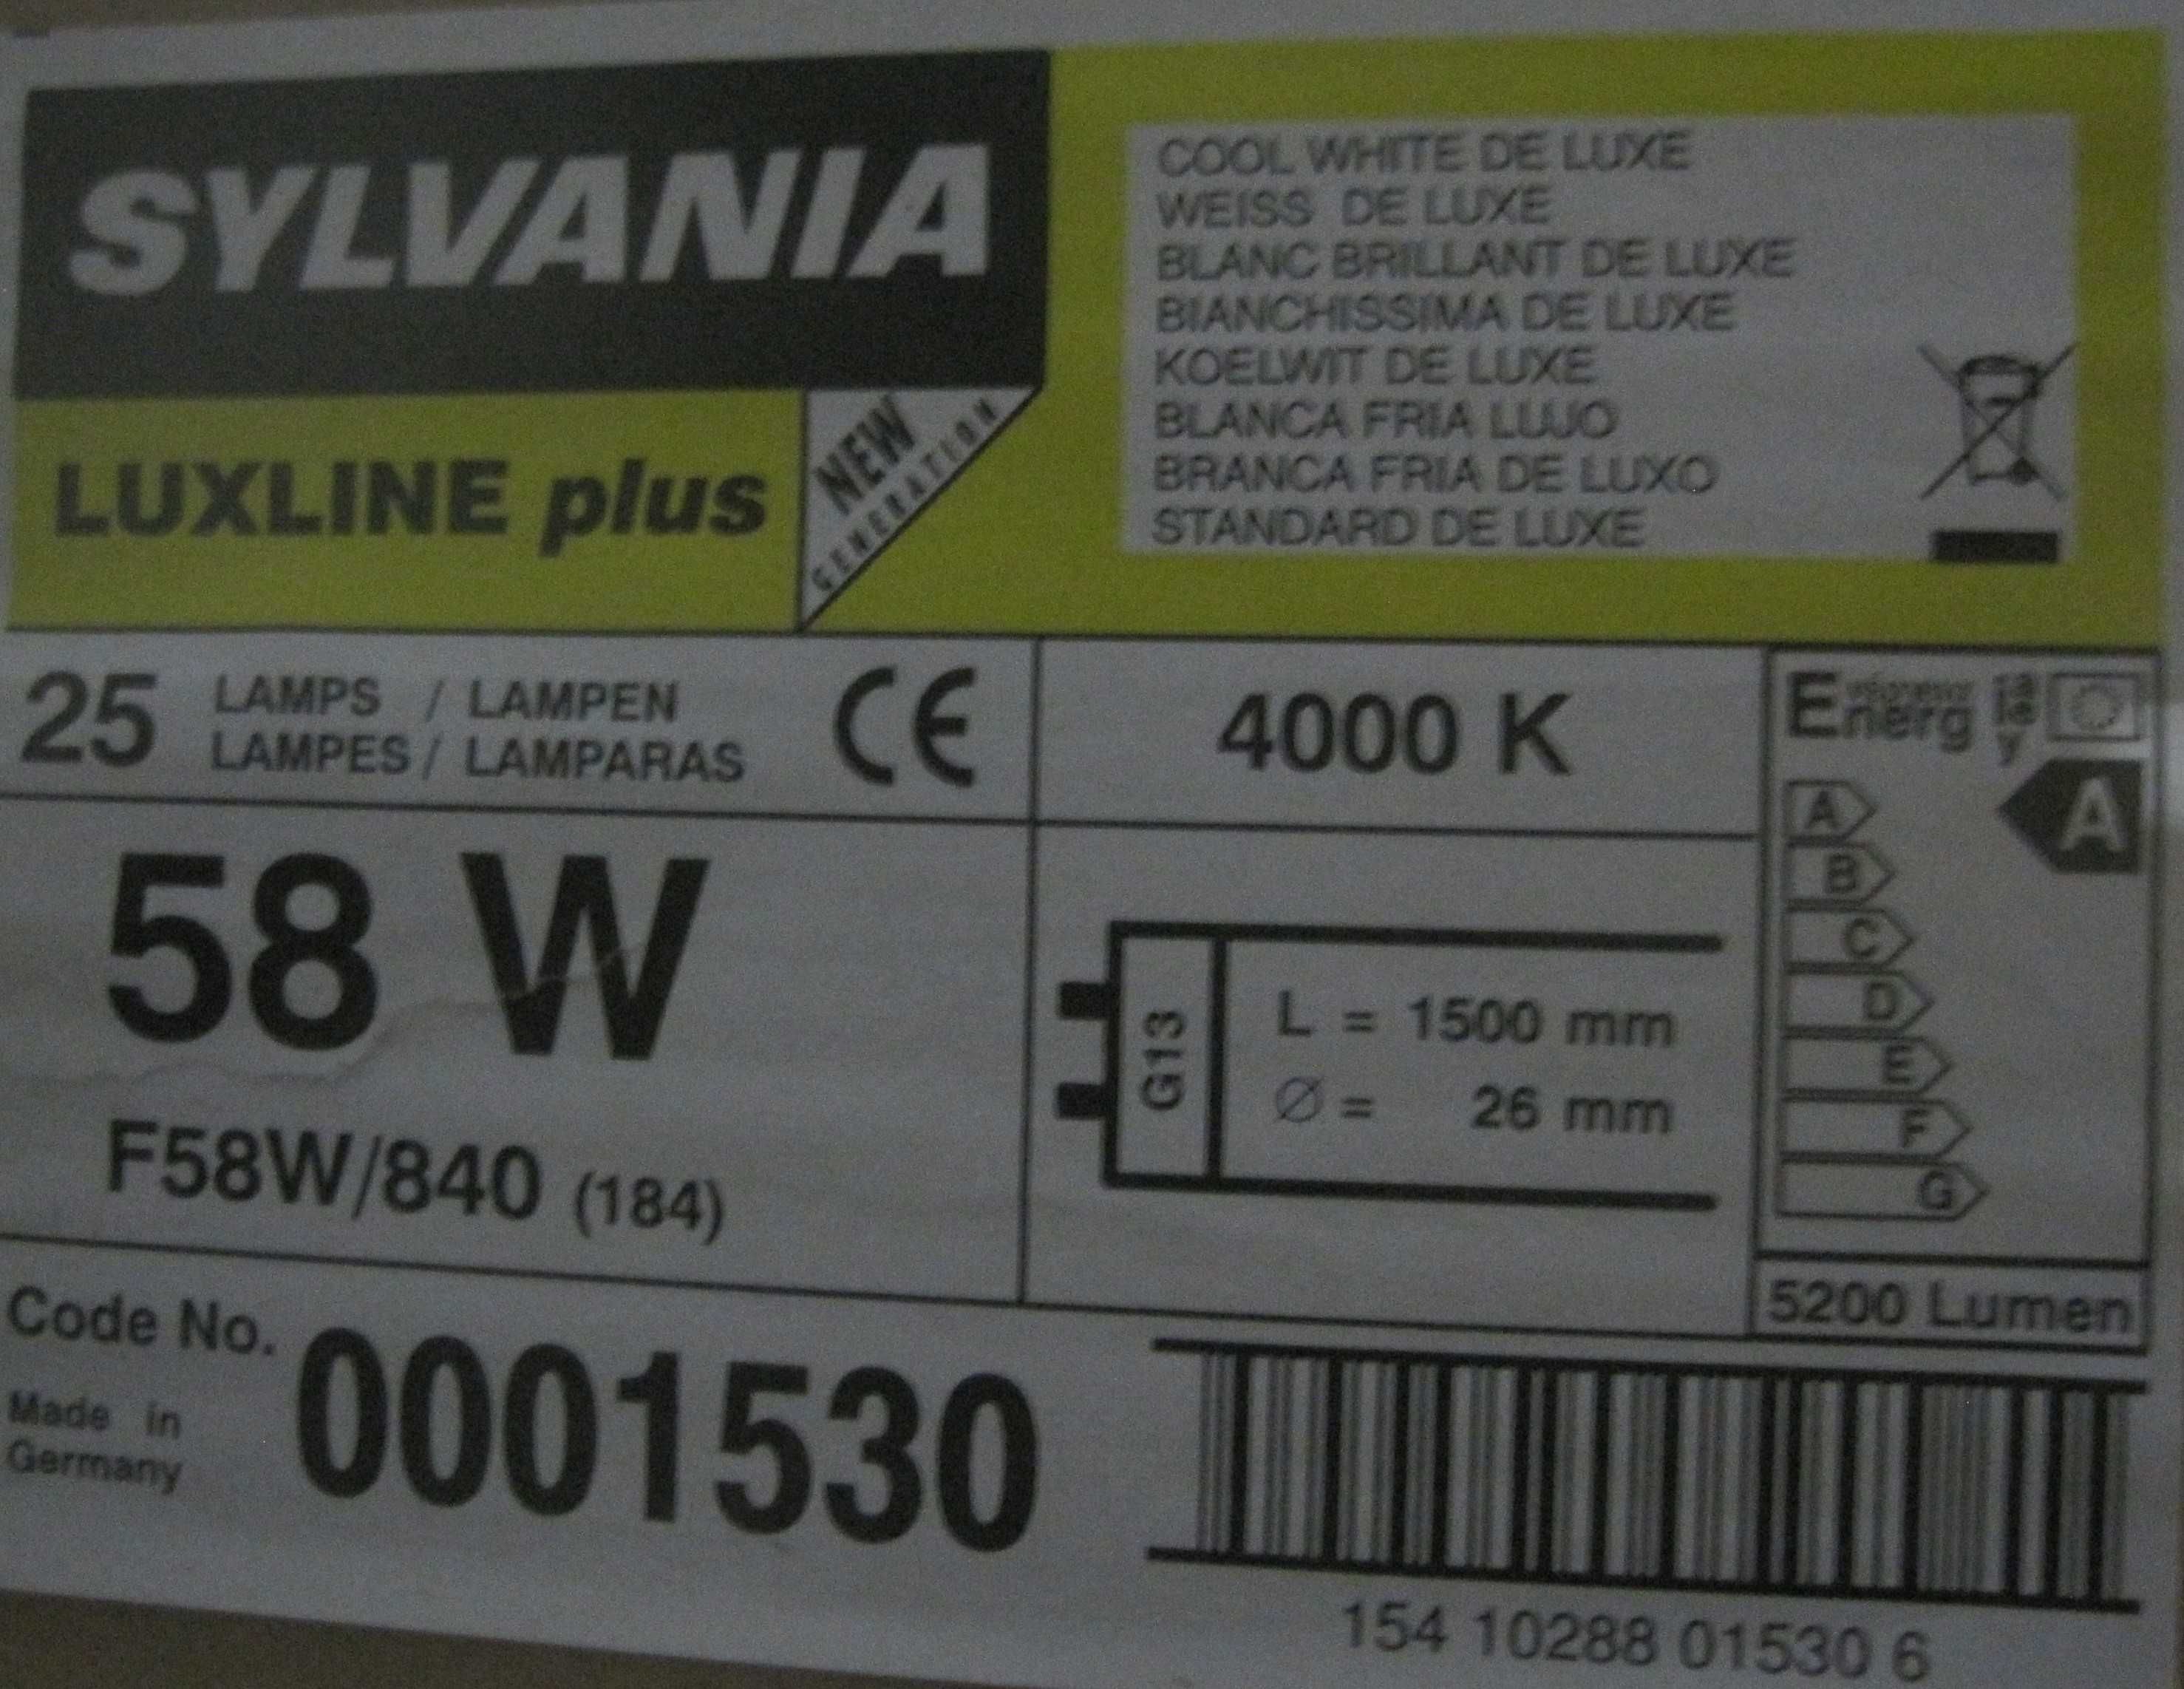 SYLVANIA
LUXLINE plus
NEW
GENERATION
COOL WHITE DE LUXE
WEISS DE LUXE
BLANC BRILLANT DE LUXE
BIANCHISSIMA DE LUXE
KOELWIT DE LUXE
BLANCA FRIA LUJO
BRANCA FRIA DE LUXO
STANDARD DE LUXE
25 LAMPS / LAMPEN
LAMPES / LAMPARAS
CE
4000 K
Energ
y
A
A
B
C
D
E
F
G
5200 Lumen
58 W
F58W/840 (184)
G13
L = 1500 mm
Ø = 26 mm
Code No. 0001530
Made in
Germany
154 10288 01530 6